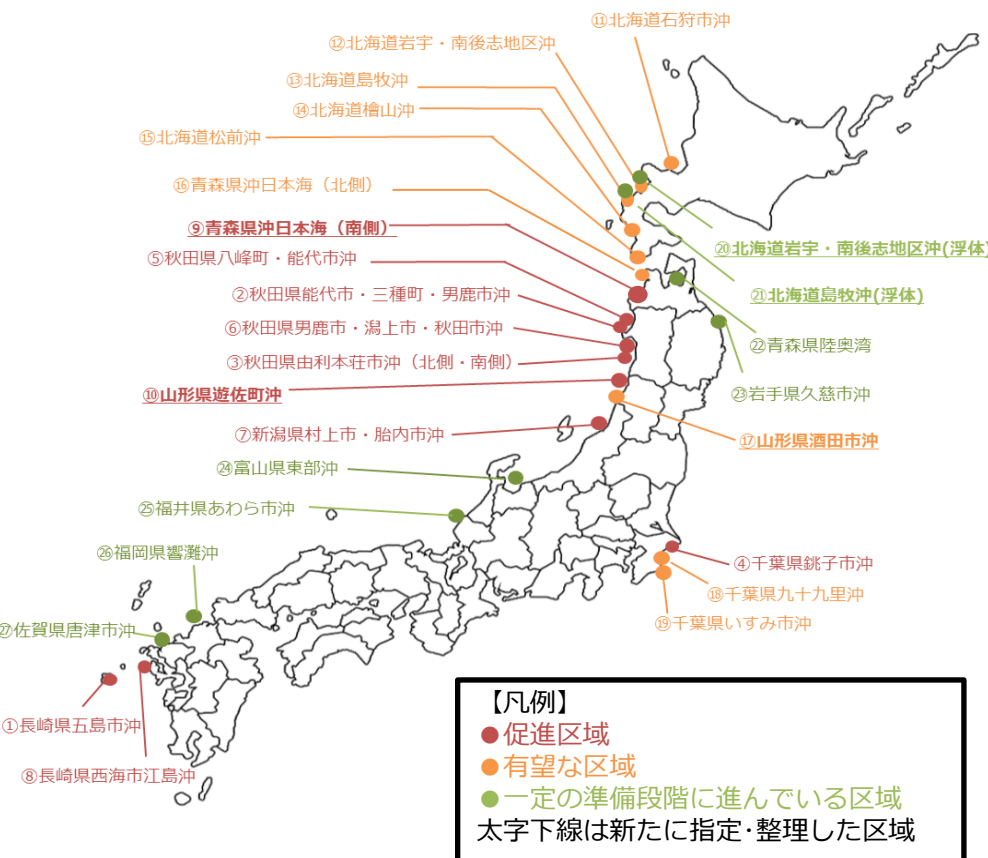 ⑪北海道石狩市沖
⑫北海道岩宇・南後志地区沖
⑬北海道島牧沖
⑭北海道檜山沖
⑮北海道松前沖
⑯青森県沖日本海（北側）
⑨青森県沖日本海（南側）
⑤秋田県八峰町・能代市沖
②秋田県能代市・三種町・男鹿市沖
⑥秋田県男鹿市・潟上市・秋田市沖
③秋田県由利本荘市沖（北側・南側）
⑩山形県遊佐町沖
⑦新潟県村上市・胎内市沖
㉔富山県東部沖
㉕福井県あわら市沖
㉖福岡県響灘沖
㉗佐賀県唐津市沖
①長崎県五島市沖
⑧長崎県西海市江島沖
⑳北海道岩宇・南後志地区沖(浮体)
㉑北海道島牧沖(浮体)
㉒青森県陸奥湾
㉓岩手県久慈市沖
⑰山形県酒田市沖
④千葉県銚子市沖
⑱千葉県九十九里沖
⑲千葉県いすみ市沖
【凡例】
●促進区域
●有望な区域
●一定の準備段階に進んでいる区域
太字下線は新たに指定･整理した区域